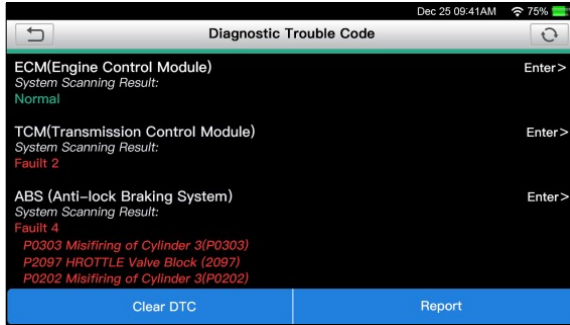 Dec 25 09:41AM 75%
Diagnostic Trouble Code
ECM(Engine Control Module) Enter>
System Scanning Result:
Normal
TCM(Transmission Control Module) Enter>
System Scanning Result:
Fauilt 2
ABS (Anti-lock Braking System) Enter>
System Scanning Result:
Fauilt 4
P0303 Misifiring of Cylinder 3(P0303)
P2097 HROTTLE Valve Block (2097)
P0202 Misifiring of Cylinder 3(P0202)
Clear DTC Report